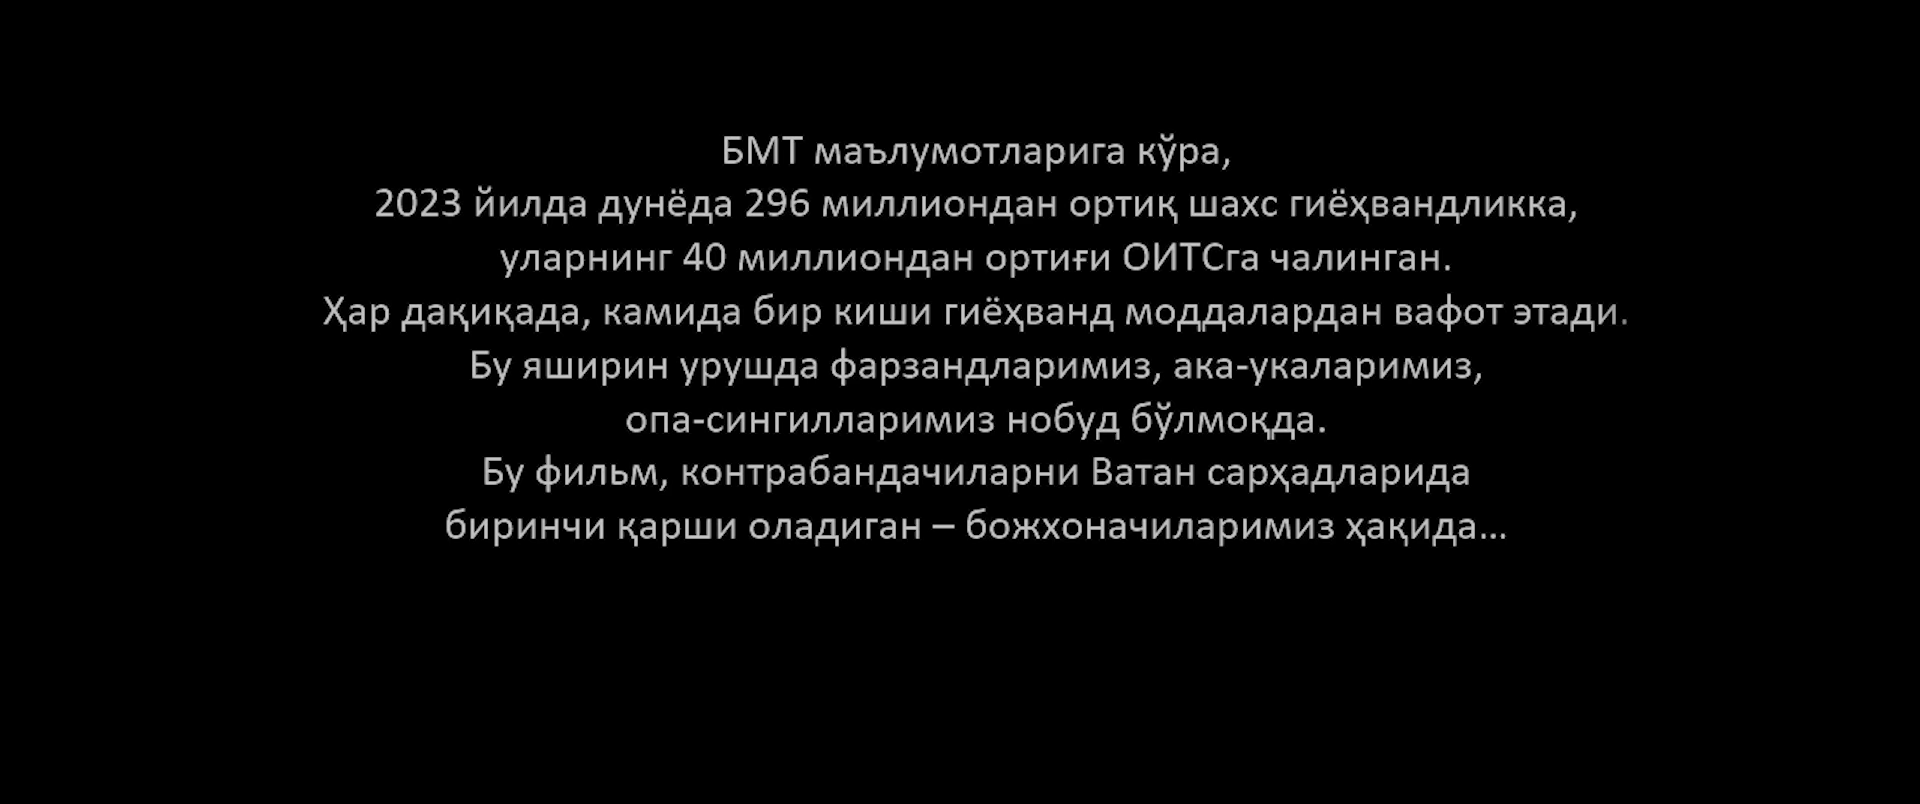 БМТ маълумотларига кўра,
2023 йилда дунёда 296 миллиондан ортиқ шахс гиёҳвандликка,
уларнинг 40 миллиондан ортиғи ОИТСга чалинган.
Ҳар дақиқада, камида бир киши гиёҳванд моддалардан вафот этади.
Бу яширин урушда фарзандларимиз, ака-укаларимиз,
опа-сингилларимиз нобуд бўлмоқда.
Бу фильм, контрабандачиларни Ватан сарҳадларида
биринчи қарши оладиган – божхоначиларимиз ҳақида...